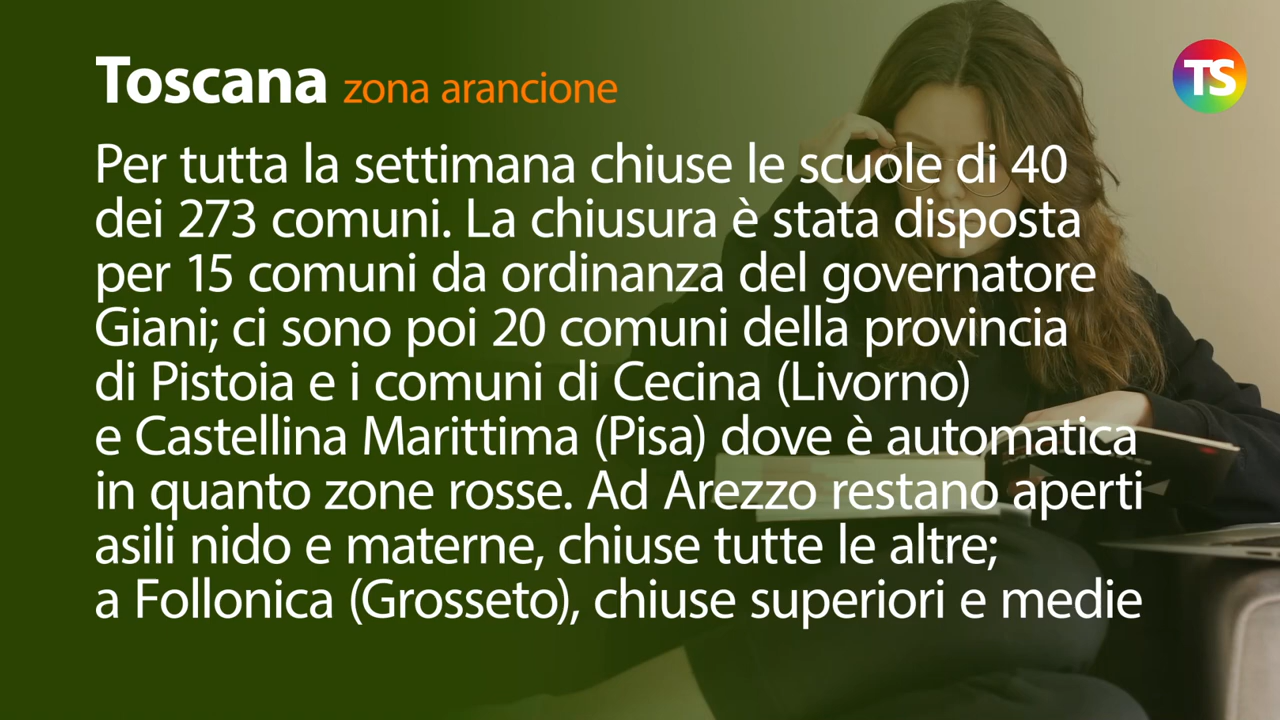 Toscana zona arancione
TS
Per tutta la settimana chiuse le scuole di 40
dei 273 comuni. La chiusura è stata disposta
per 15 comuni da ordinanza del governatore
Giani; ci sono poi 20 comuni della provincia
di Pistoia e i comuni di Cecina (Livorno)
e Castellina Marittima (Pisa) dove è automatica
in quanto zone rosse. Ad Arezzo restano aperti
asili nido e materne, chiuse tutte le altre;
a Follonica (Grosseto), chiuse superiori e medie